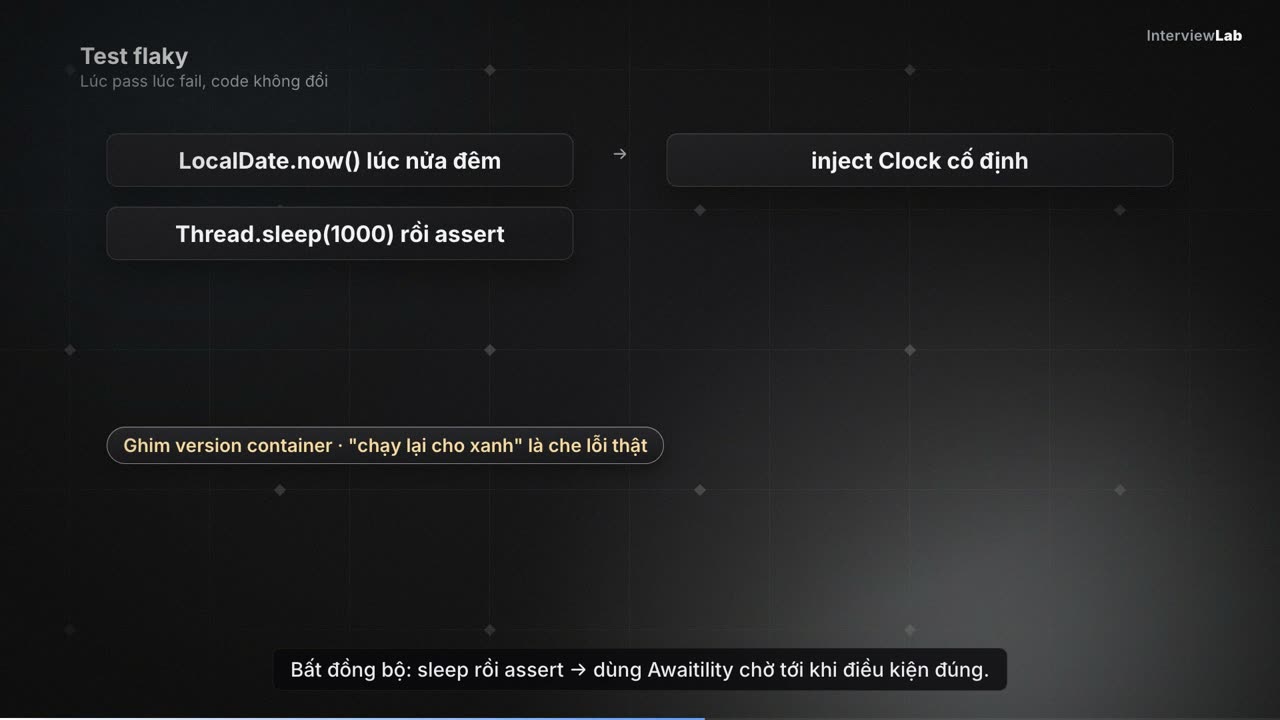 InterviewLab
Test flaky
Lúc pass lúc fail, code không đổi
LocalDate.now() lúc nửa đêm
→
inject Clock cố định
Thread.sleep(1000) rồi assert
Ghim version container · "chạy lại cho xanh" là che lỗi thật
Bất đồng bộ: sleep rồi assert → dùng Awaitility chờ tới khi điều kiện đúng.